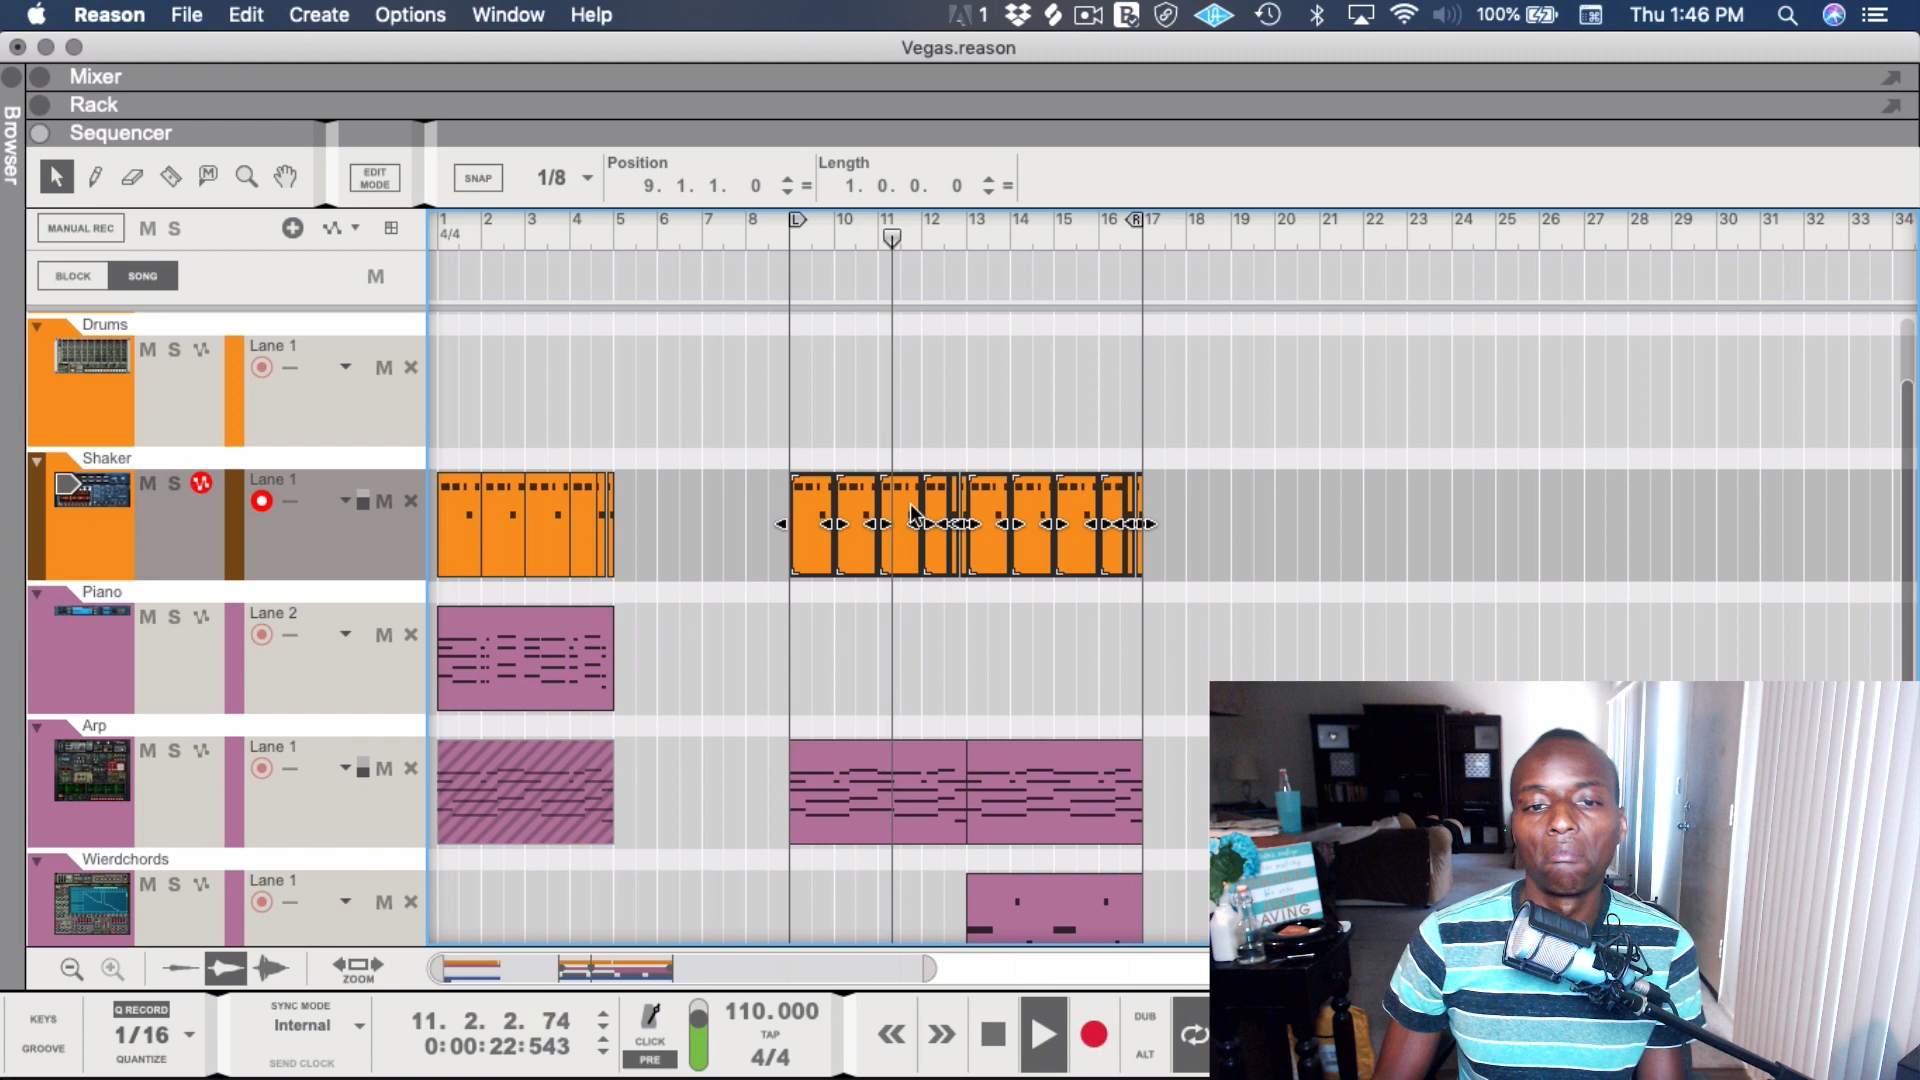 Reason File Edit Create Options Window Help 1 100% Thu 1:46 PM
Vegas.reason
Mixer
Rack
Sequencer
Browser
EDIT MODE
SNAP
1/8
Position
9. 1. 1. 0
=
Length
1. 0. 0. 0
=
MANUAL REC M S
BLOCK SONG M
1 2 3 4 5 6 7 8 L 10 11 12 13 14 15 16 R 17 18 19 20 21 22 23 24 25 26 27 28 29 30 31 32 33 34
4/4
Drums
M S Lane 1
M
Shaker
M S Lane 1
M
Piano
M S Lane 2
M
Arp
M S Lane 1
M
Wierdchords
M S Lane 1
M
ZOOM
KEYS
GROOVE
Q RECORD
1/16
QUANTIZE
SYNC MODE
Internal
SEND CLOCK
11. 2. 2. 74
0:00:22:543
CLICK
PRE
110.000
TAP
4/4
DUB
ALT
AVING